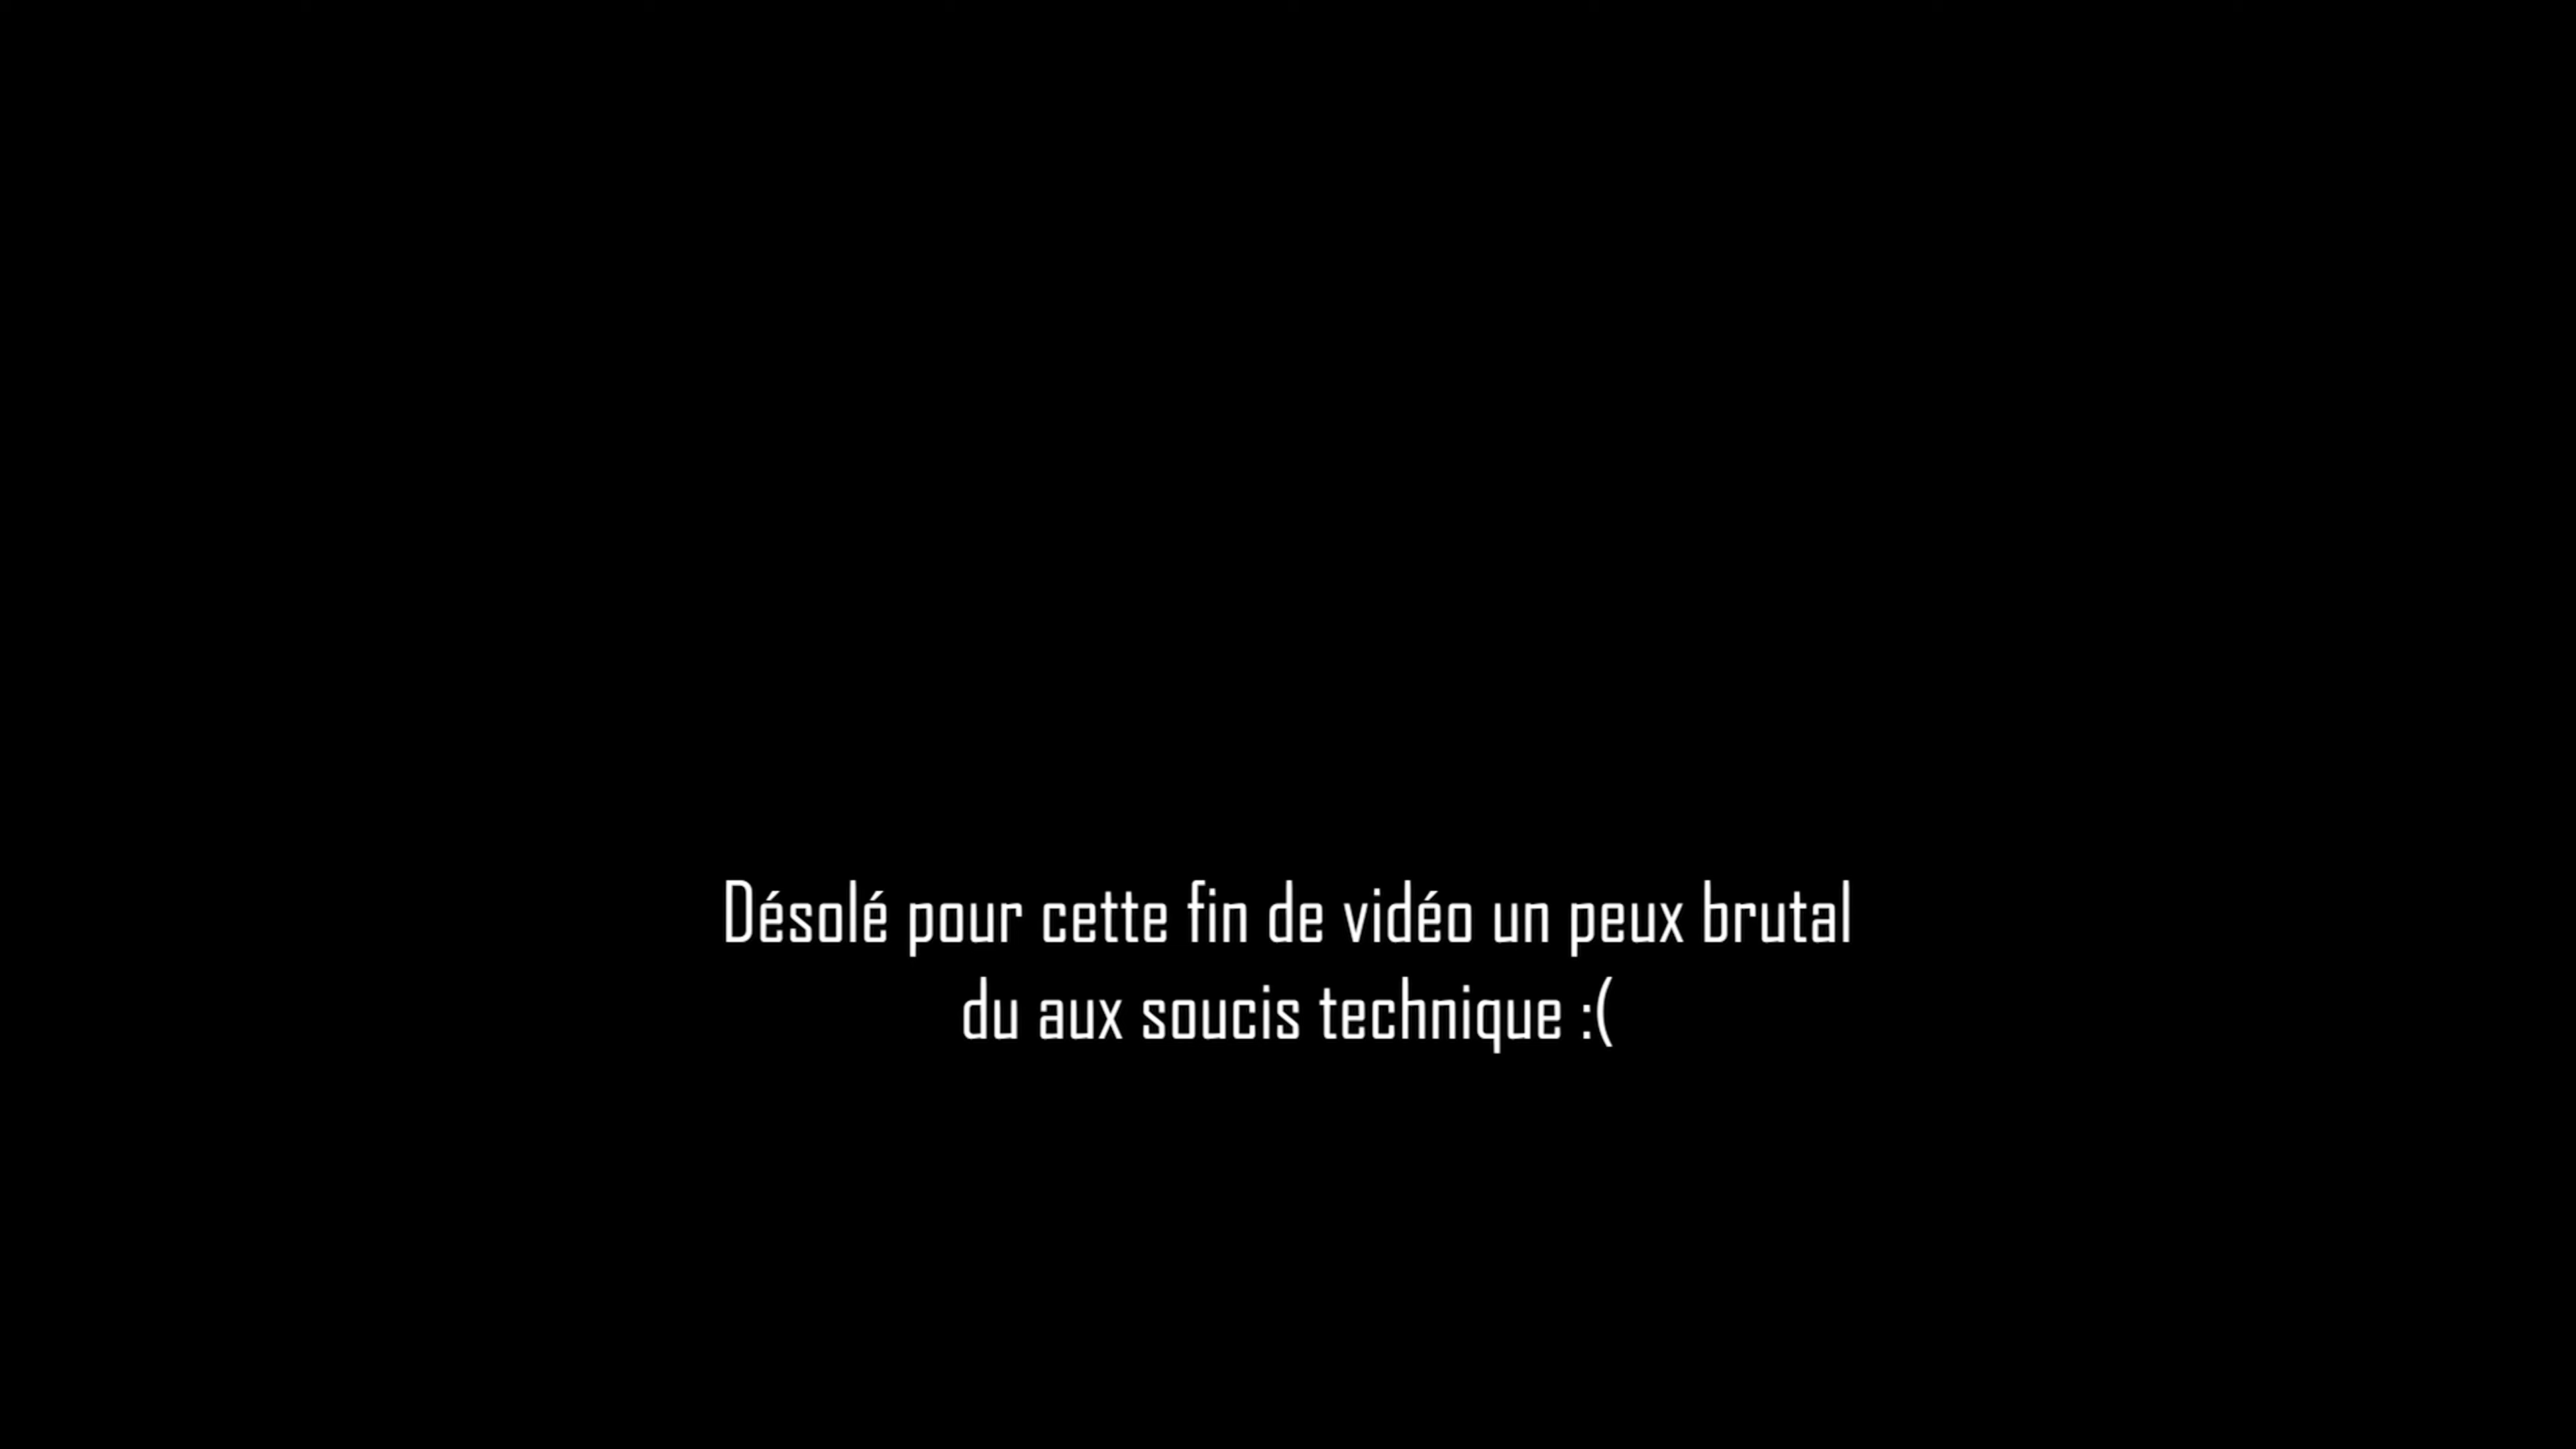 Désolé pour cette fin de vidéo un peux brutal
du aux soucis technique :(